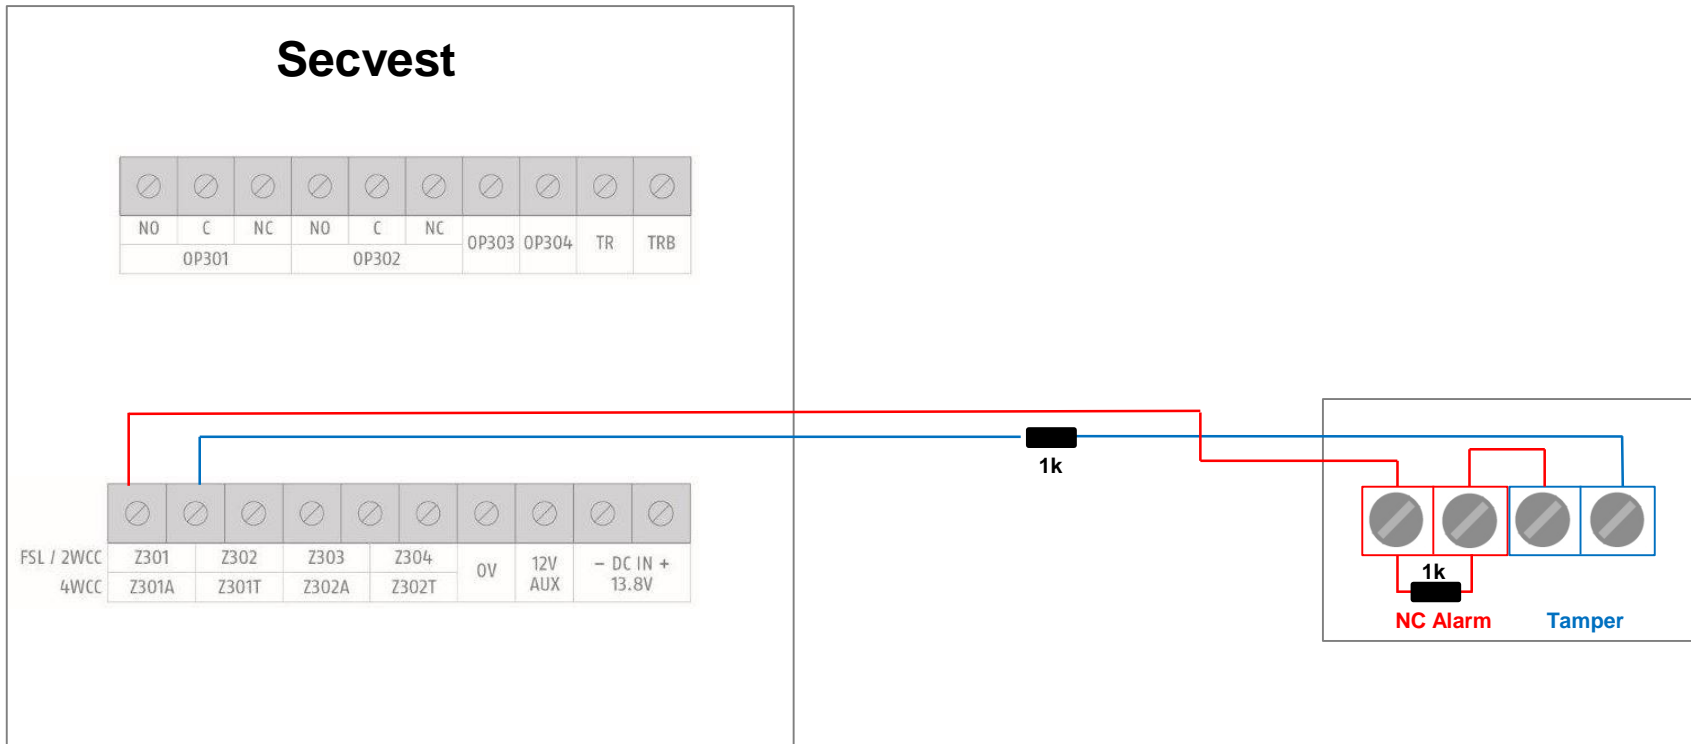 Secvest
NO C NC NO C NC OP303 OP304 TR TRB
OP301 OP302
1k
FSL / 2WCC Z301 Z302 Z303 Z304 0V 12V AUX – DC IN + 13.8V
4WCC Z301A Z301T Z302A Z302T
1k
NC Alarm Tamper